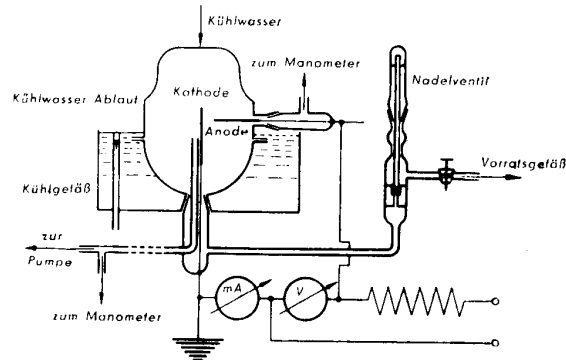 Kühlwasser
zum Manometer
Nadelventil
Kühlwasser Ablauf
Kathode
Anode
Vorratsgefäß
Kühlgefäß
zur
Pumpe
mA
V
zum Manometer